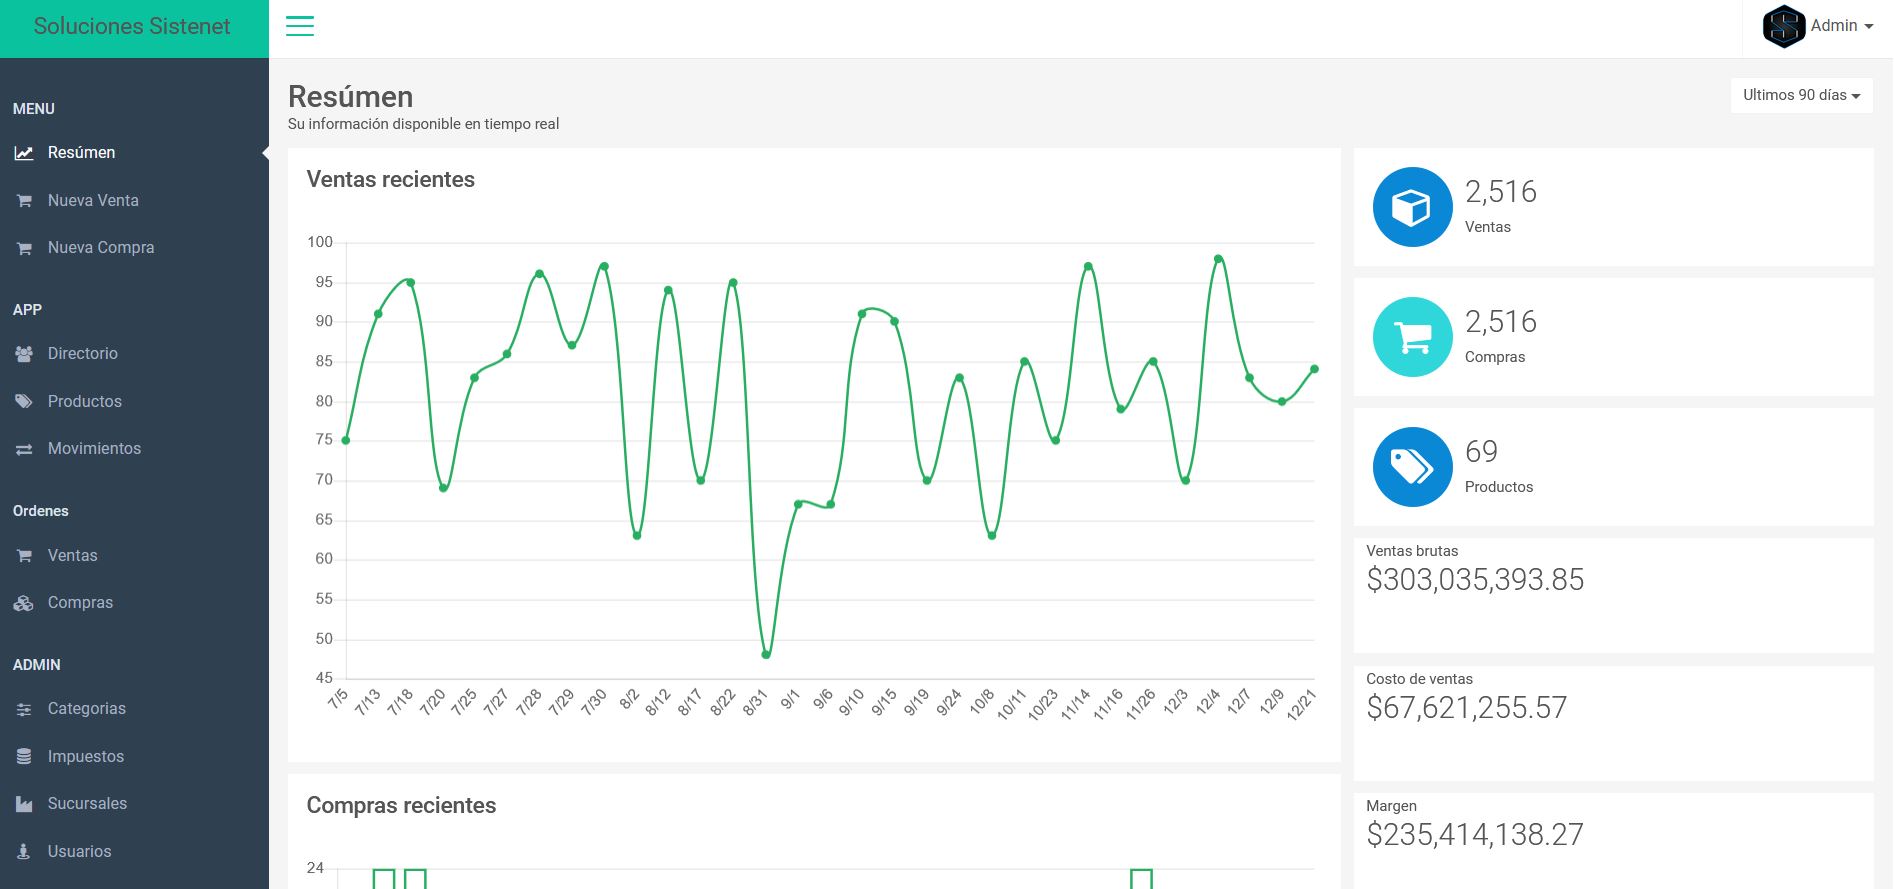 Soluciones Sistenet
Admin
MENU
Resúmen
Nueva Venta
Nueva Compra
APP
Directorio
Productos
Movimientos
Ordenes
Ventas
Compras
ADMIN
Categorias
Impuestos
Sucursales
Usuarios
Resúmen
Su información disponible en tiempo real
Ultimos 90 días
Ventas recientes
100
95
90
85
80
75
70
65
60
55
50
45
7/5 7/13 7/18 7/20 7/25 7/27 7/28 7/29 7/30 8/2 8/12 8/17 8/22 8/31 9/1 9/6 9/10 9/15 9/19 9/24 10/8 10/11 10/23 11/14 11/16 11/26 12/3 12/4 12/7 12/9 12/21
Compras recientes
24
2,516
Ventas
2,516
Compras
69
Productos
Ventas brutas
$303,035,393.85
Costo de ventas
$67,621,255.57
Margen
$235,414,138.27